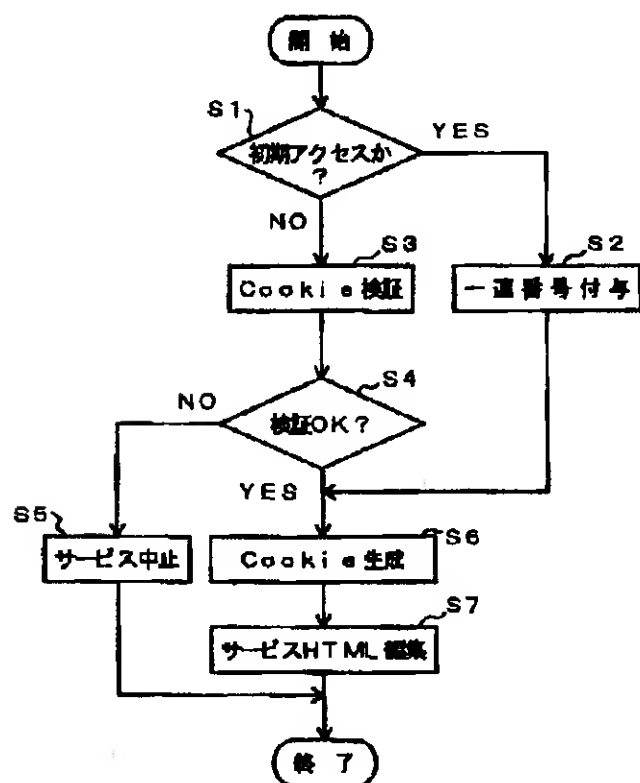 開 始
S1
初期アクセスか
?
YES
NO
S3
S2
Cookie検証
一連番号付与
S4
NO
検証OK?
YES
S5
S6
サービス中止
Cookie生成
S7
サービスHTML編集
終 了